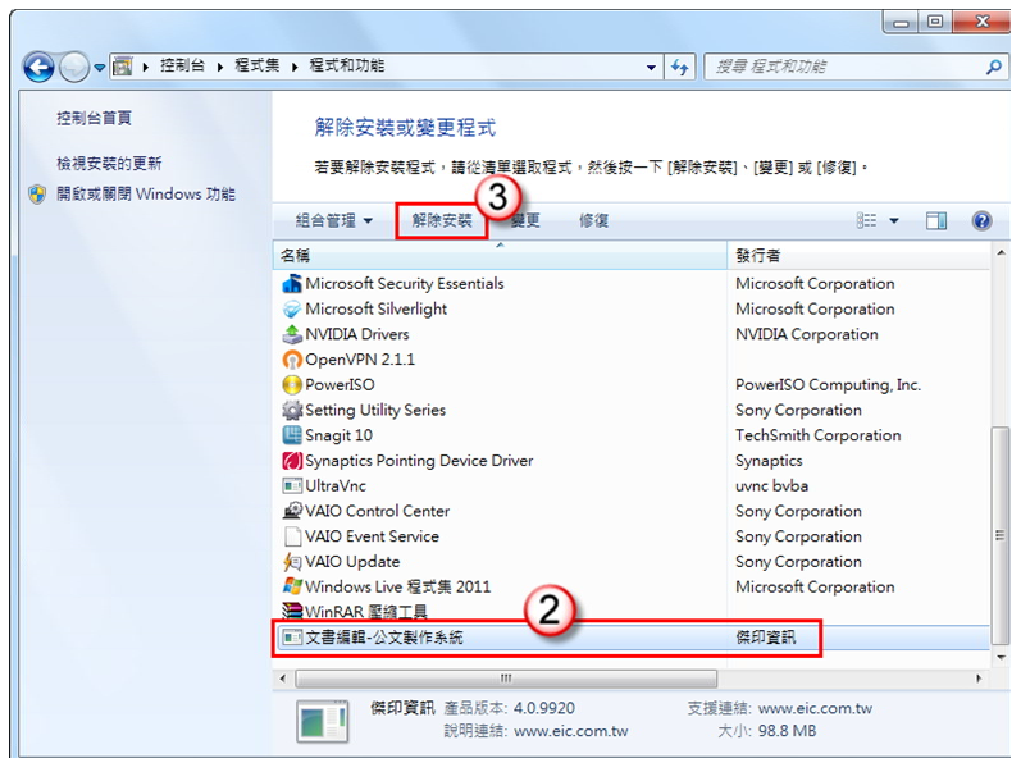 控制台 ▸ 程式集 ▸ 程式和功能
搜尋 程式和功能
控制台首頁
檢視安裝的更新
開啟或關閉 Windows 功能
解除安裝或變更程式
若要解除安裝程式，請從清單選取程式，然後按一下 [解除安裝]、[變更] 或 [修復]。
組合管理 解除安裝 變更 修復
3
名稱 發行者
Microsoft Security Essentials Microsoft Corporation
Microsoft Silverlight Microsoft Corporation
NVIDIA Drivers NVIDIA Corporation
OpenVPN 2.1.1
PowerISO PowerISO Computing, Inc.
Setting Utility Series Sony Corporation
Snagit 10 TechSmith Corporation
Synaptics Pointing Device Driver Synaptics
UltraVnc uvnc bvba
VAIO Control Center Sony Corporation
VAIO Event Service Sony Corporation
VAIO Update Sony Corporation
Windows Live 程式集 2011 Microsoft Corporation
WinRAR 壓縮工具
2
文書編輯-公文製作系統 傑印資訊
傑印資訊 產品版本: 4.0.9920 支援連結: www.eic.com.tw
說明連結: www.eic.com.tw 大小: 98.8 MB